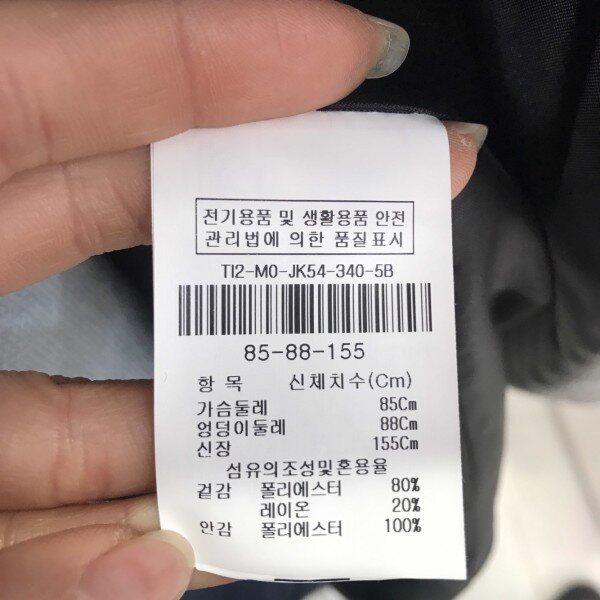 전기용품 및 생활용품 안전
관리법에 의한 품질표시
TI2-M0-JK54-340-5B
85-88-155
항 목 신체치수(Cm)
가슴둘레 85Cm
엉덩이둘레 88Cm
신장 155Cm
섬유의조성및혼용율
겉감 폴리에스터 80%
레이온 20%
안감 폴리에스터 100%